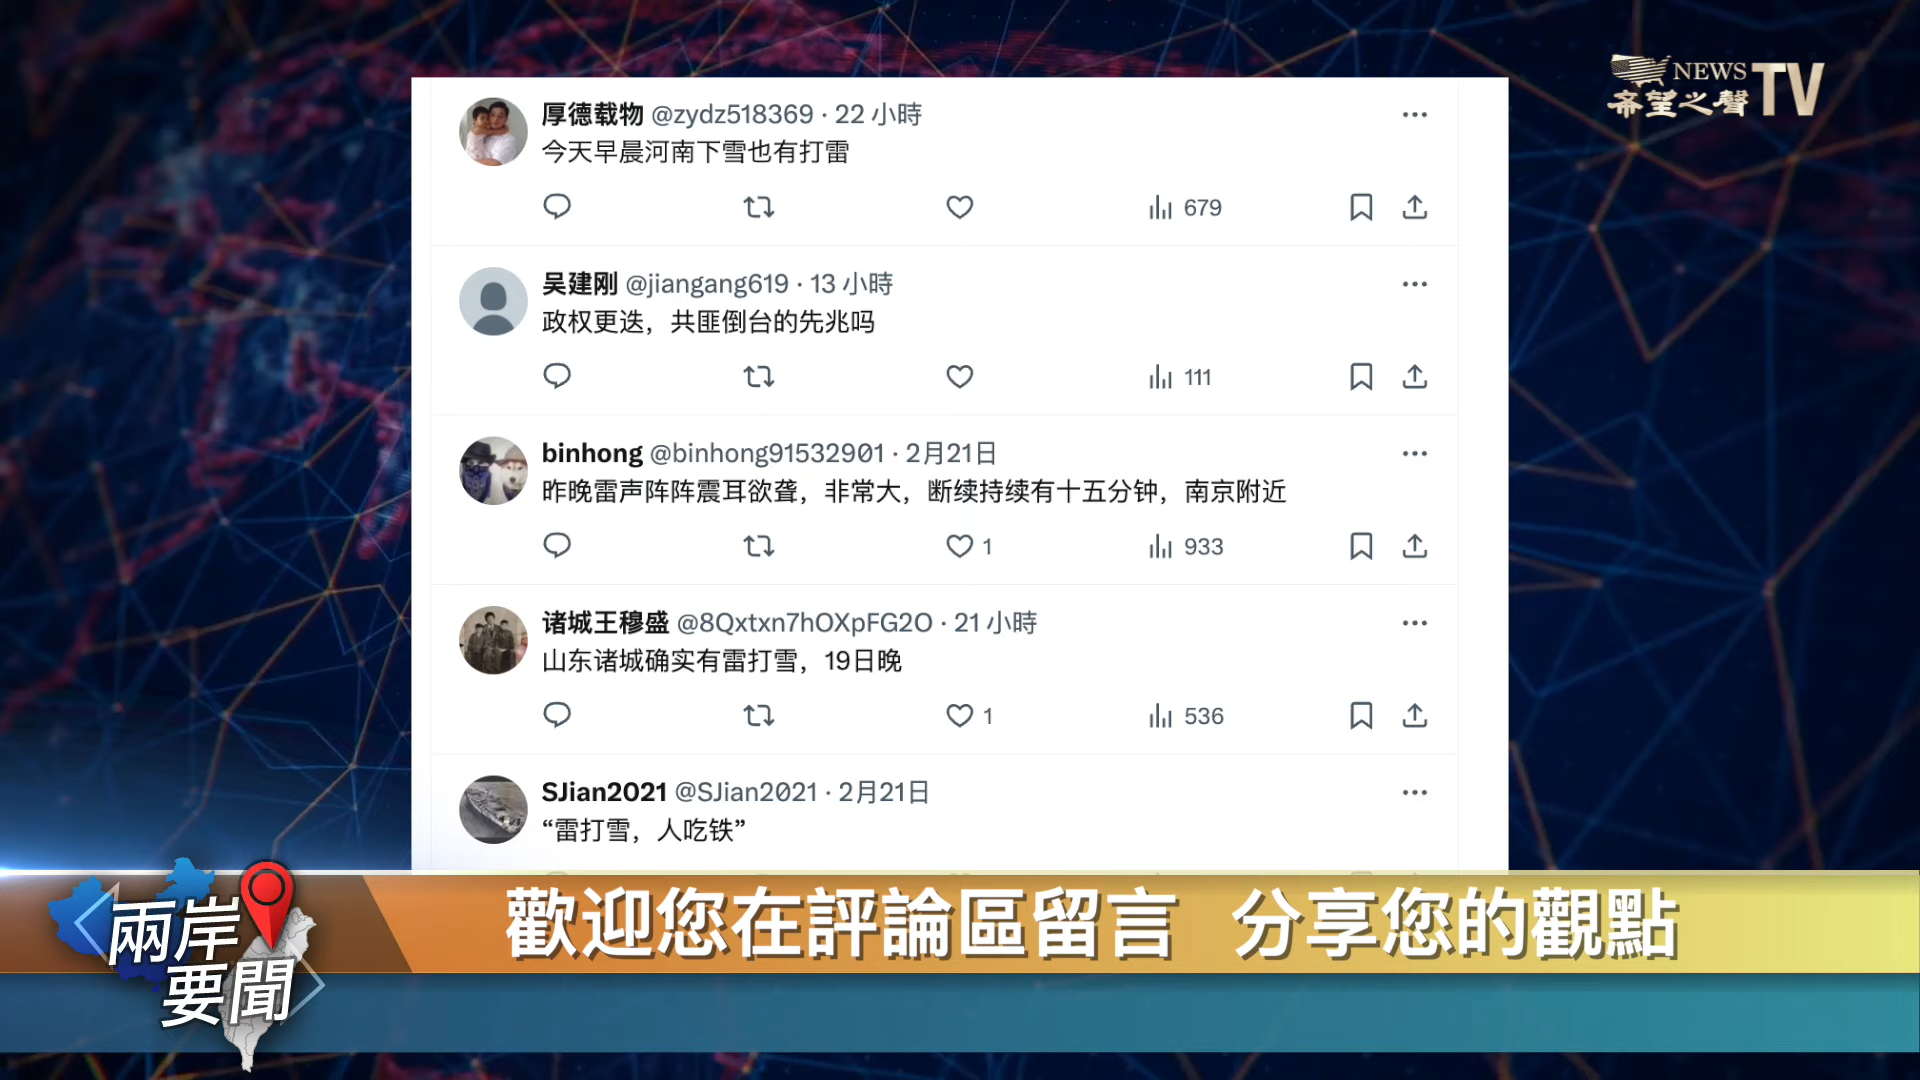 NEWS
希望之聲TV
厚德载物 @zydz518369 · 22 小時
今天早晨河南下雪也有打雷
679
吴建刚 @jiangang619 · 13 小時
政权更迭，共匪倒台的先兆吗
111
binhong @binhong91532901 · 2月21日
昨晚雷声阵阵震耳欲聋，非常大，断续持续有十五分钟，南京附近
1 933
诸城王穆盛 @8Qxtxn7hOXpFG2O · 21 小時
山东诸城确实有雷打雪，19日晚
1 536
SJian2021 @SJian2021 · 2月21日
“雷打雪，人吃铁”
歡迎您在評論區留言 分享您的觀點
兩岸
要聞